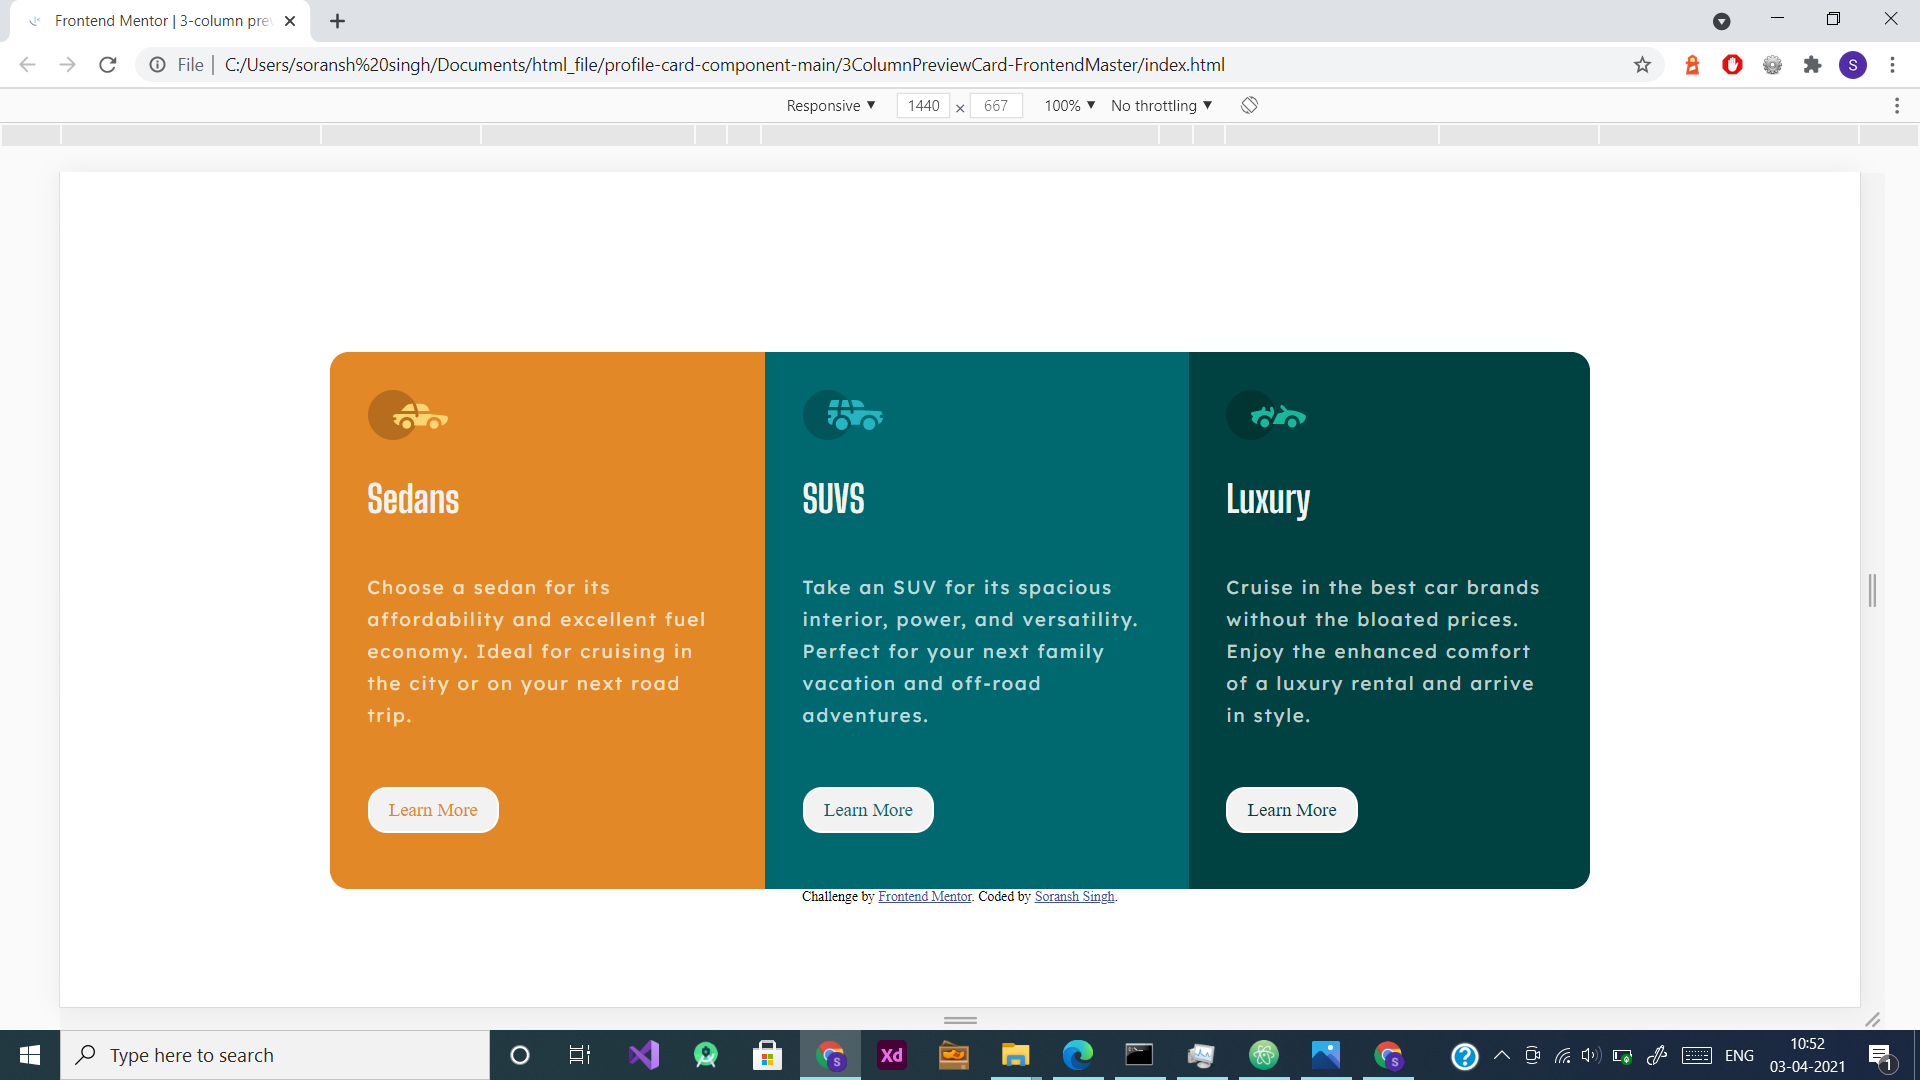 Frontend Mentor | 3-column pre
File | C:/Users/soransh%20singh/Documents/html_file/profile-card-component-main/3ColumnPreviewCard-FrontendMaster/index.html
S
Responsive ▼ 1440 × 667 100% ▼ No throttling ▼
Sedans
Choose a sedan for its
affordability and excellent fuel
economy. Ideal for cruising in
the city or on your next road
trip.
Learn More
SUVS
Take an SUV for its spacious
interior, power, and versatility.
Perfect for your next family
vacation and off-road
adventures.
Learn More
Luxury
Cruise in the best car brands
without the bloated prices.
Enjoy the enhanced comfort
of a luxury rental and arrive
in style.
Learn More
Challenge by Frontend Mentor. Coded by Soransh Singh.
Type here to search
S
Xd
S
?
ENG
10:52
03-04-2021
1